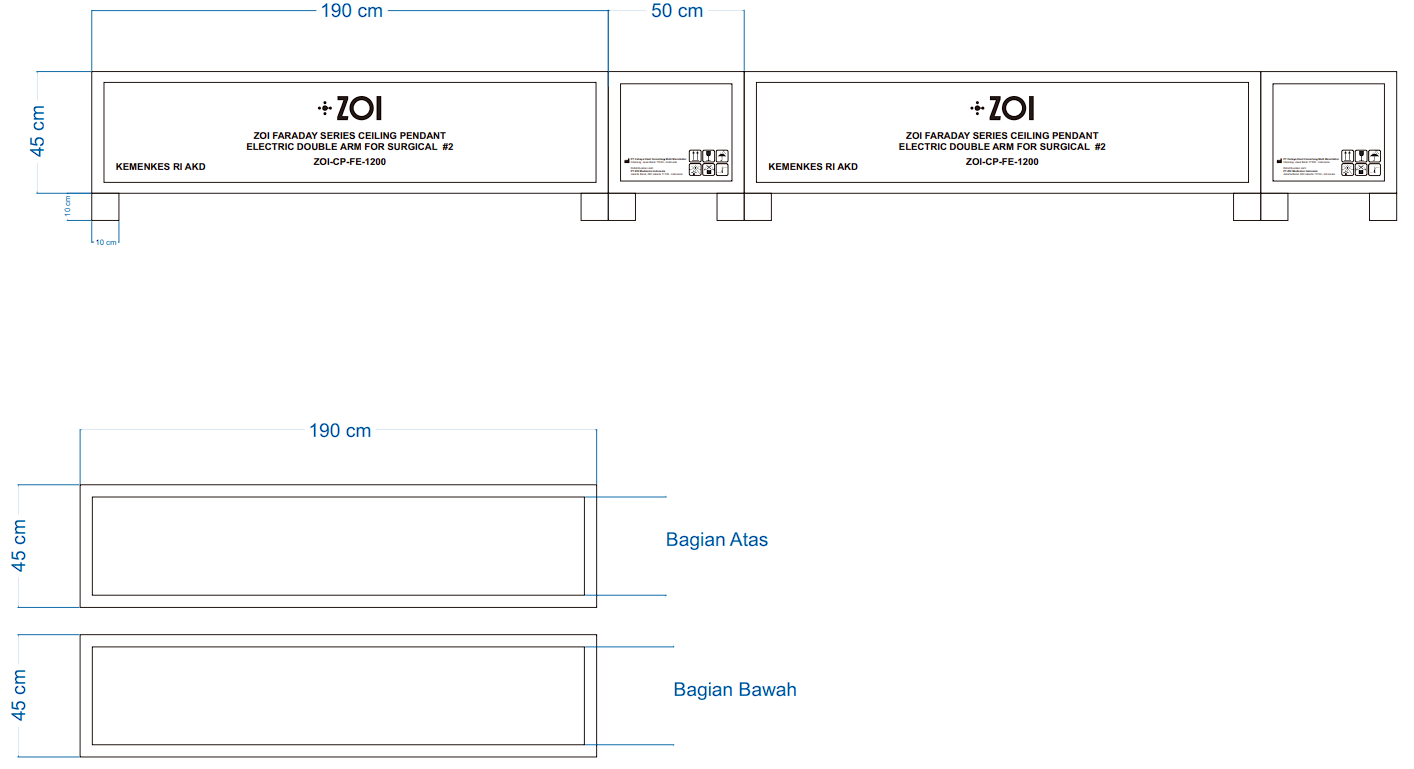 190 cm
50 cm
45 cm
ZOI
ZOI FARADAY SERIES CEILING PENDANT
ELECTRIC DOUBLE ARM FOR SURGICAL #2
ZOI-CP-FE-1200
KEMENKES RI AKD
ZOI
ZOI FARADAY SERIES CEILING PENDANT
ELECTRIC DOUBLE ARM FOR SURGICAL #2
ZOI-CP-FE-1200
KEMENKES RI AKD
10 cm
10 cm
190 cm
45 cm
Bagian Atas
45 cm
Bagian Bawah